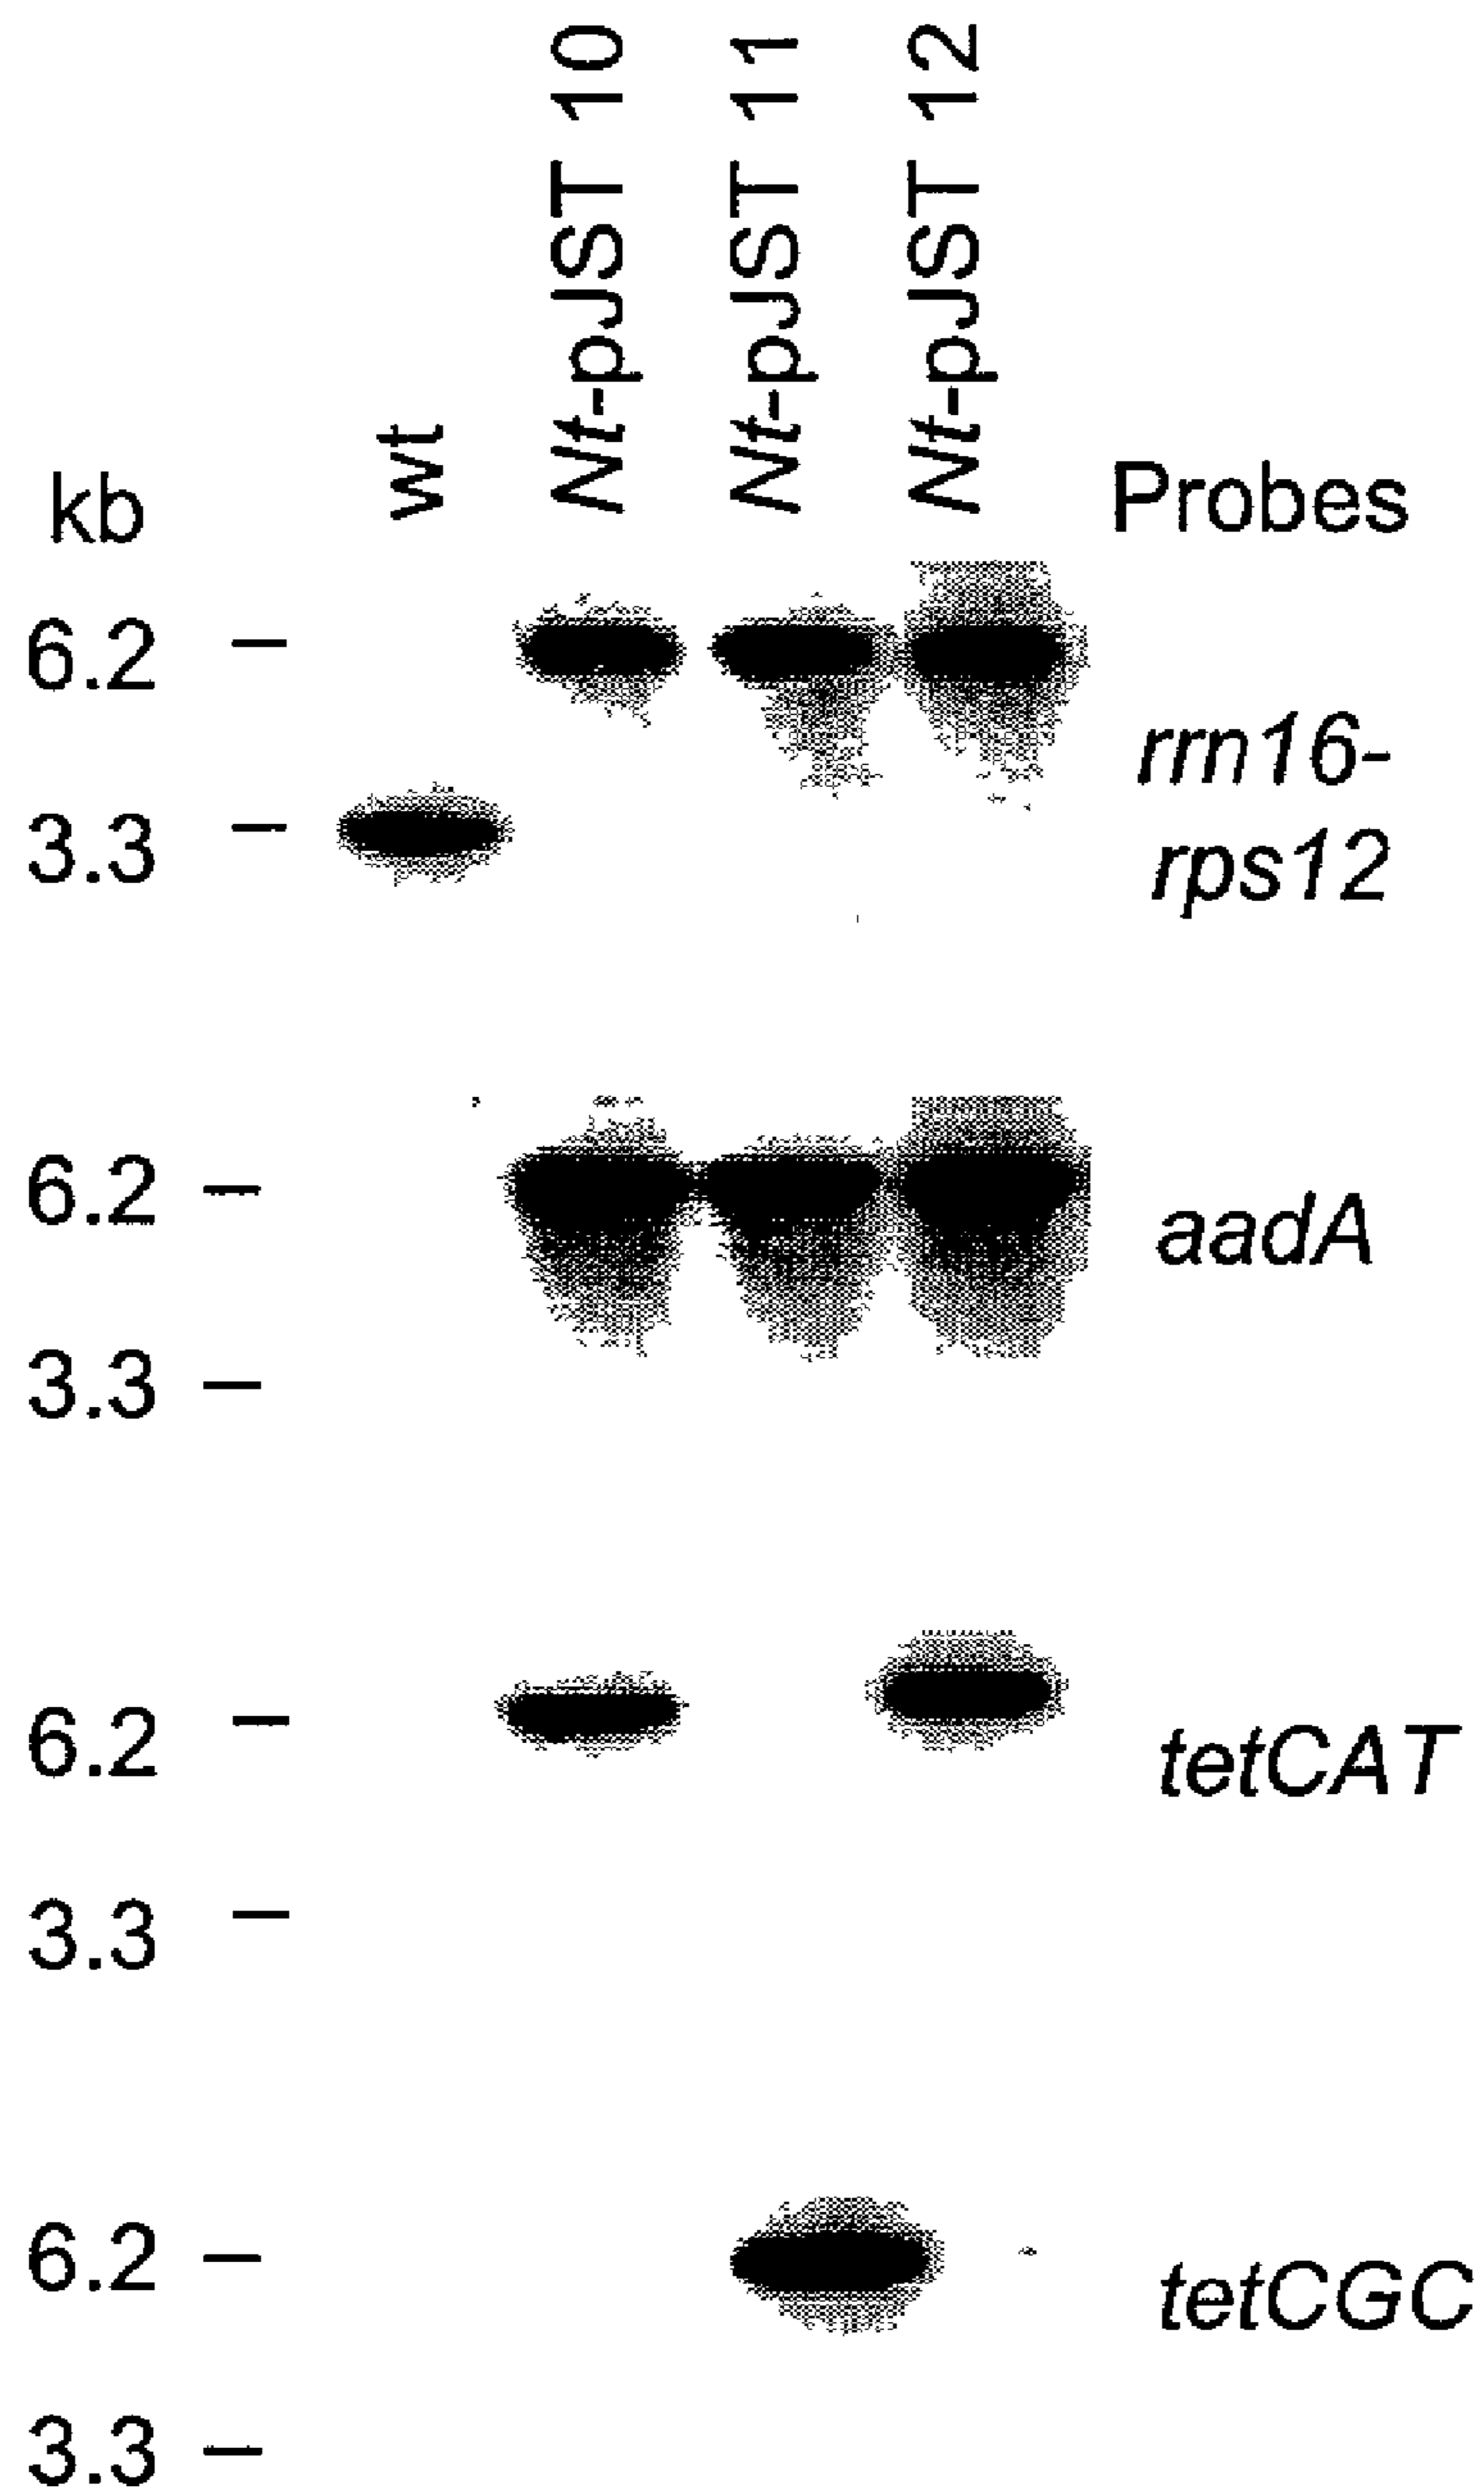 kb
wt
Nt-pJST 10
Nt-pJST 11
Nt-pJST 12
Probes
6.2
3.3
rrn16-
rps12
6.2
3.3
aadA
6.2
3.3
tetCAT
6.2
3.3
tetCGC